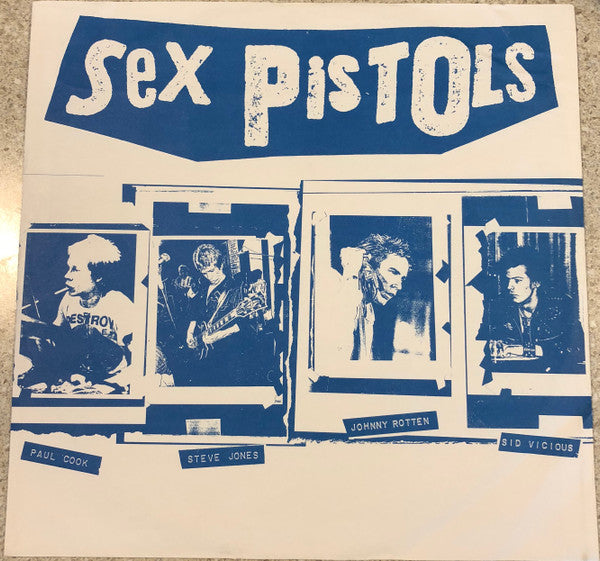 Sex PisTOLs
DESTROY
PAUL COOK
STEVE JONES
JOHNNY ROTTEN
SID VICIOUS